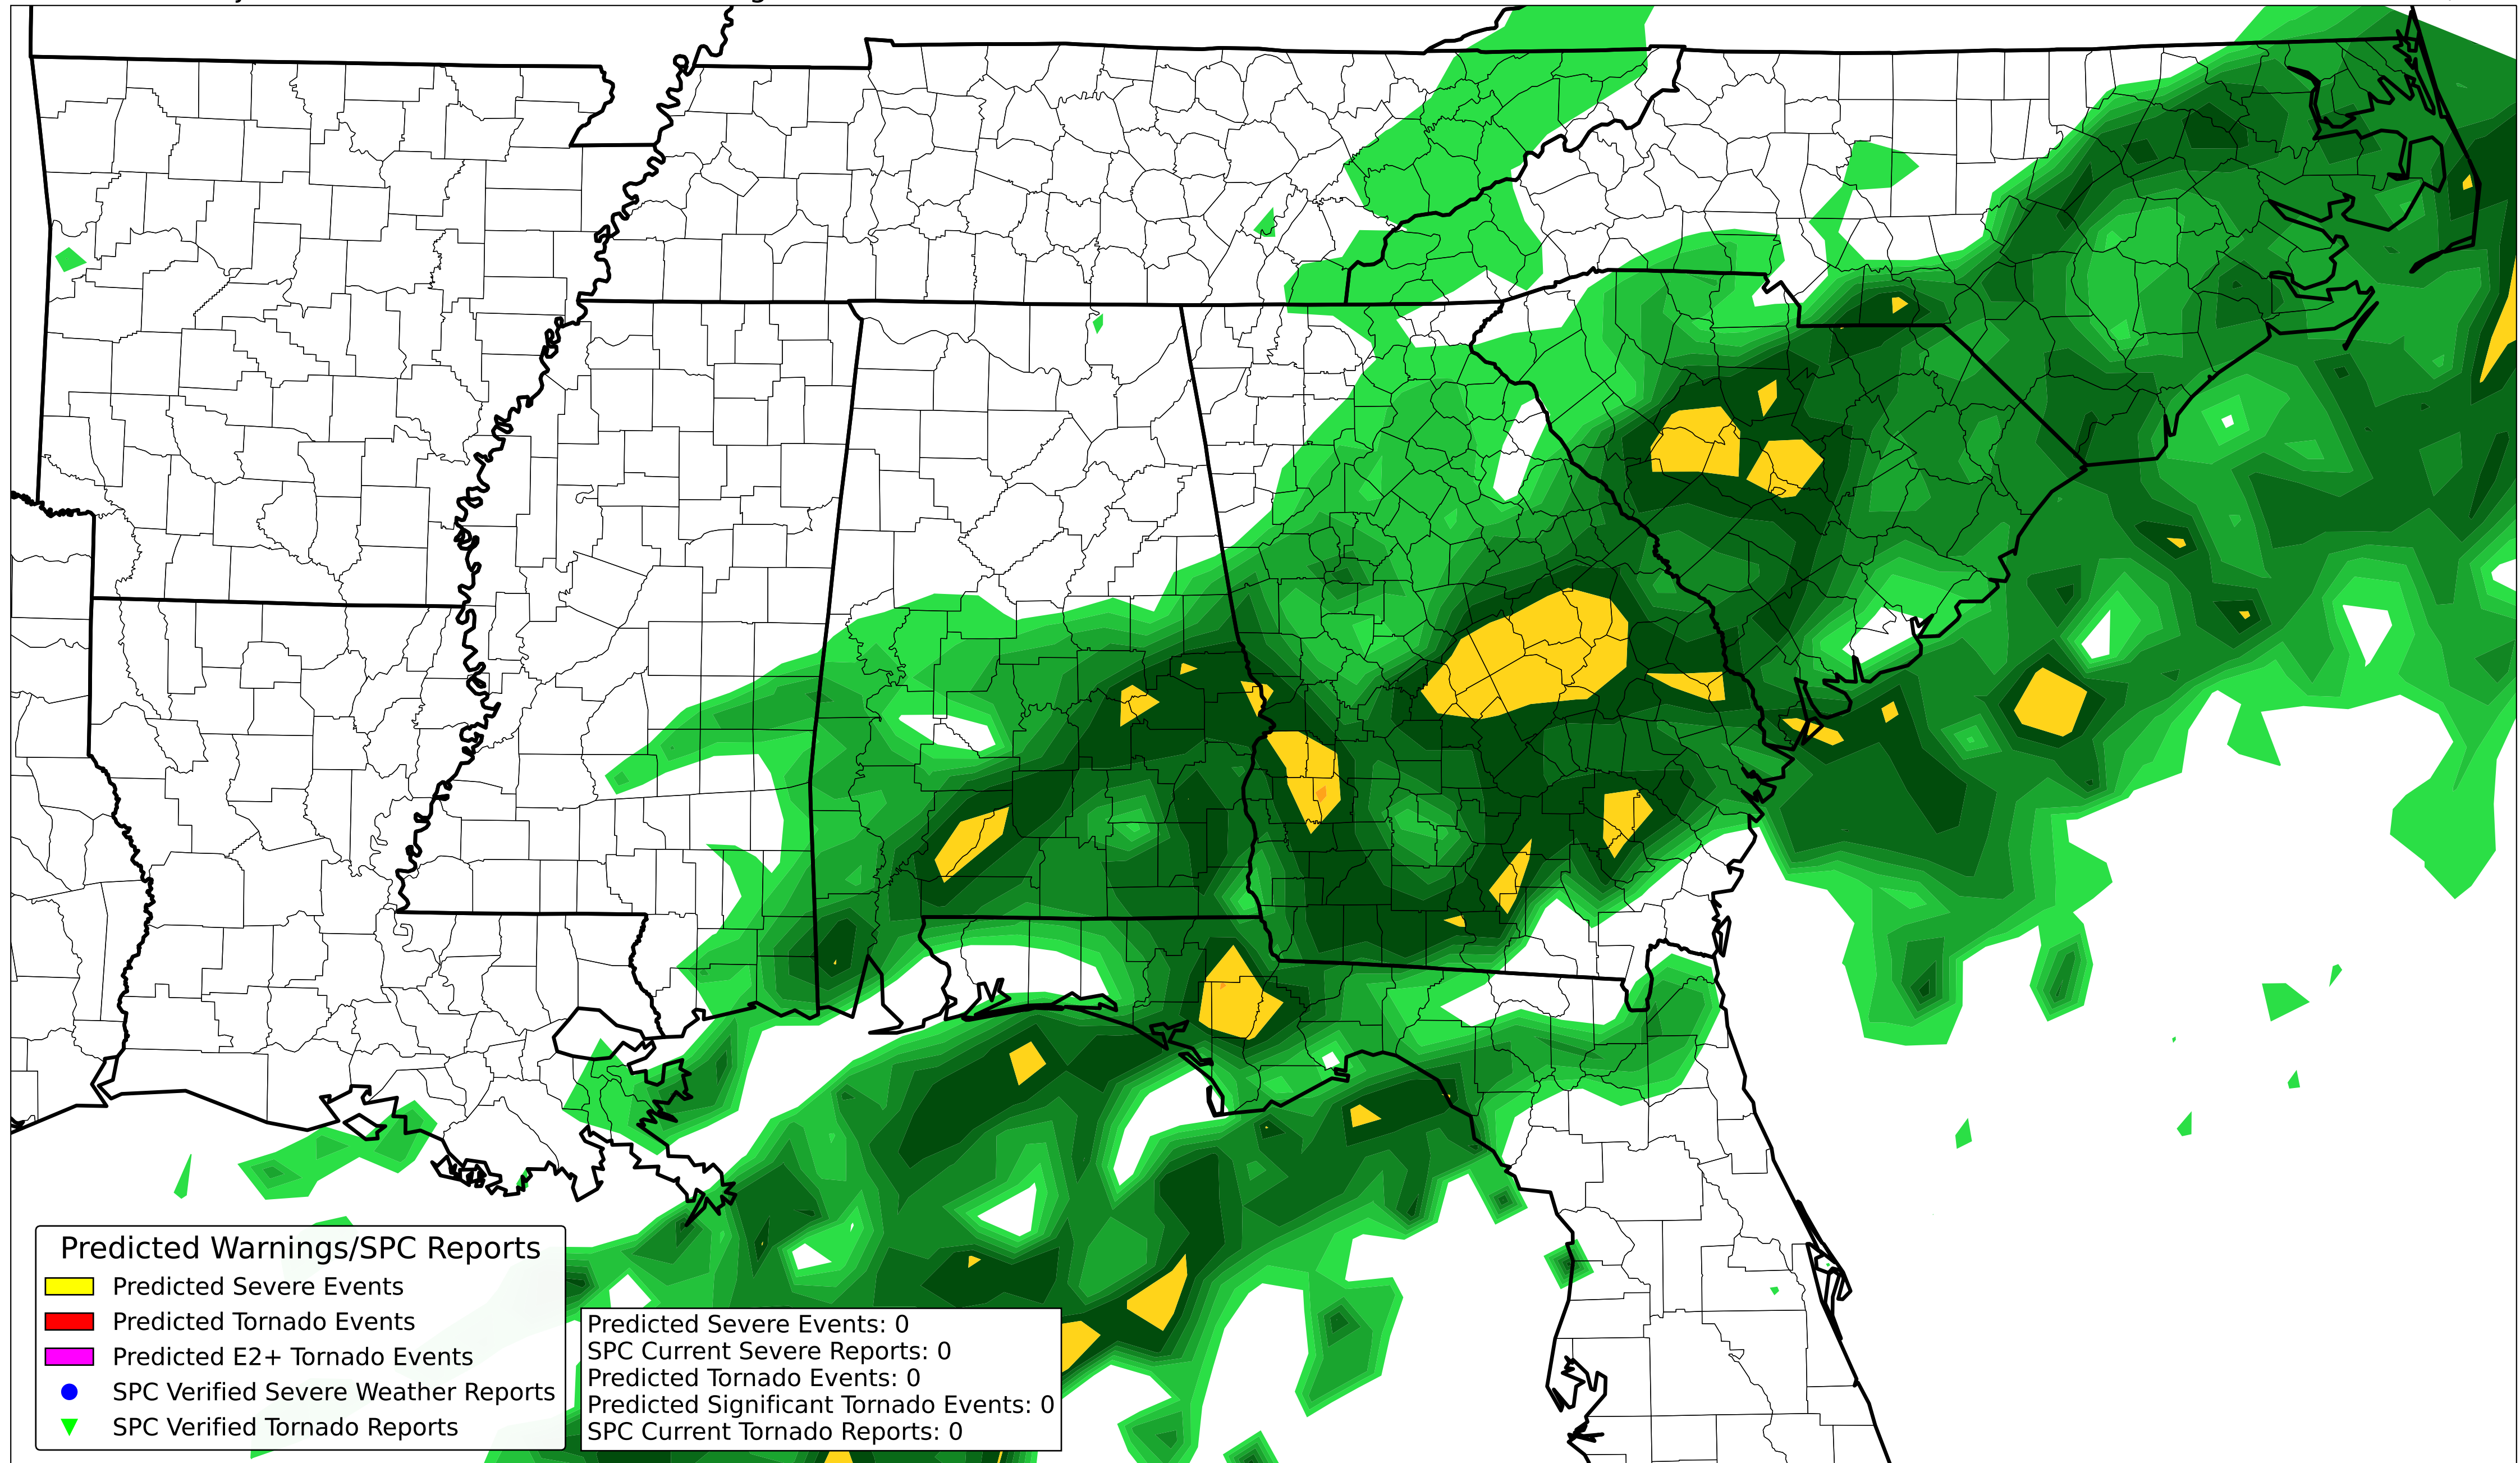 Predicted Warnings/SPC Reports
Predicted Severe Events
Predicted Tornado Events
Predicted E2+ Tornado Events
SPC Verified Severe Weather Reports
SPC Verified Tornado Reports
Predicted Severe Events: 0
SPC Current Severe Reports: 0
Predicted Tornado Events: 0
Predicted Significant Tornado Events: 0
SPC Current Tornado Reports: 0